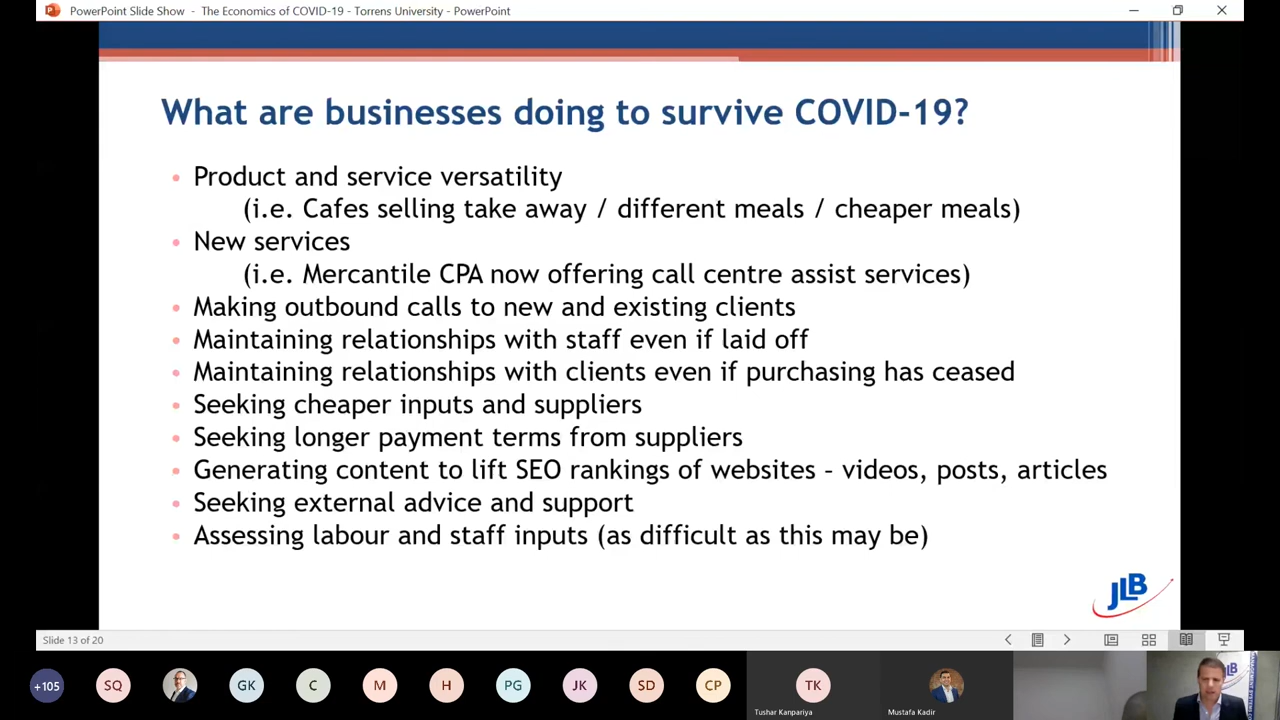 PowerPoint Slide Show - The Economics of COVID-19 - Torrens University - PowerPoint
What are businesses doing to survive COVID-19?
• Product and service versatility
(i.e. Cafes selling take away / different meals / cheaper meals)
• New services
(i.e. Mercantile CPA now offering call centre assist services)
• Making outbound calls to new and existing clients
• Maintaining relationships with staff even if laid off
• Maintaining relationships with clients even if purchasing has ceased
• Seeking cheaper inputs and suppliers
• Seeking longer payment terms from suppliers
• Generating content to lift SEO rankings of websites – videos, posts, articles
• Seeking external advice and support
• Assessing labour and staff inputs (as difficult as this may be)
JLB
Slide 13 of 20
+105 SQ GK C M H PG JK SD CP TK
Tushar Kanpariya Mustafa Kadir